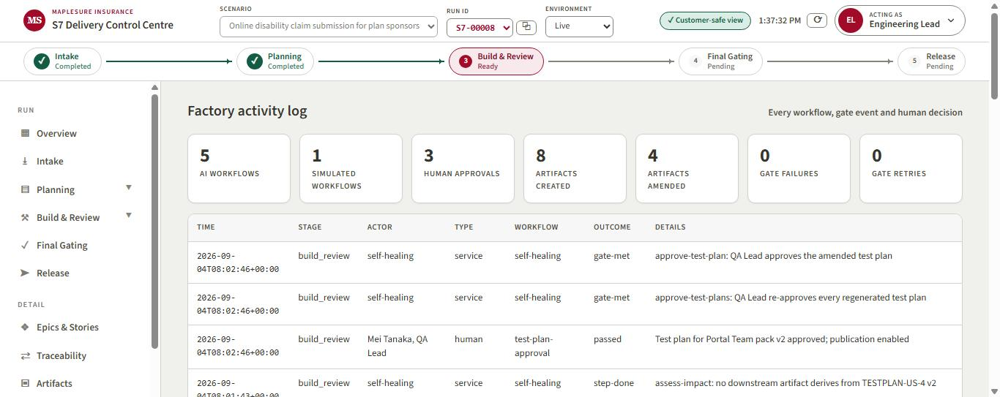 MS
MAPLESURE INSURANCE
S7 Delivery Control Centre
SCENARIO
Online disability claim submission for plan sponsors
RUN ID
S7-00008
ENVIRONMENT
Live
✓ Customer-safe view
1:37:32 PM
EL
ACTING AS
Engineering Lead
✓ Intake
Completed
✓ Planning
Completed
3 Build & Review
Ready
4 Final Gating
Pending
5 Release
Pending
RUN
Overview
Intake
Planning
Build & Review
Final Gating
Release
DETAIL
Epics & Stories
Traceability
Artifacts
Factory activity log
Every workflow, gate event and human decision
5
AI WORKFLOWS
1
SIMULATED
WORKFLOWS
3
HUMAN APPROVALS
8
ARTIFACTS
CREATED
4
ARTIFACTS
AMENDED
0
GATE FAILURES
0
GATE RETRIES
TIME STAGE ACTOR TYPE WORKFLOW OUTCOME DETAILS
2026-09- build_review self-healing service self-healing gate-met approve-test-plan: QA Lead approves the amended test plan
04T08:02:46+00:00
2026-09- build_review self-healing service self-healing gate-met approve-test-plans: QA Lead re-approves every regenerated test plan
04T08:02:46+00:00
2026-09- build_review Mei Tanaka, QA human test-plan- passed Test plan for Portal Team pack v2 approved; publication enabled
04T08:02:46+00:00 Lead approval
2026-09- build_review self-healing service self-healing step-done assess-impact: no downstream artifact derives from TESTPLAN-US-4 v2
04T08:01:43+00:00